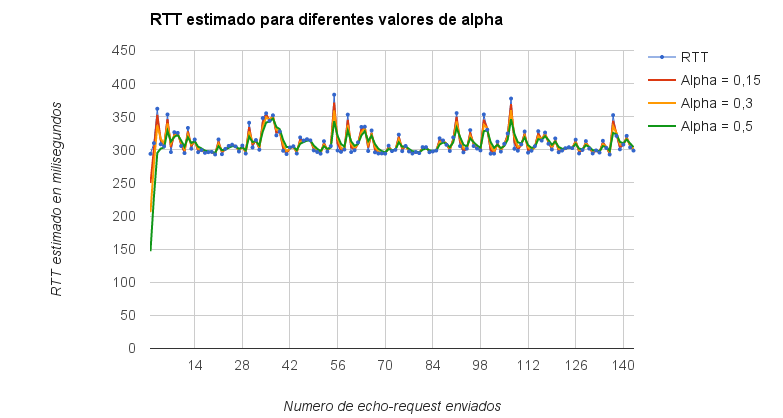 RTT estimado para diferentes valores de alpha
450
400
350
300
250
200
150
100
50
0
RTT estimado en milisegundos
14 28 42 56 70 84 98 112 126 140
Numero de echo-request enviados
RTT
Alpha = 0,15
Alpha = 0,3
Alpha = 0,5